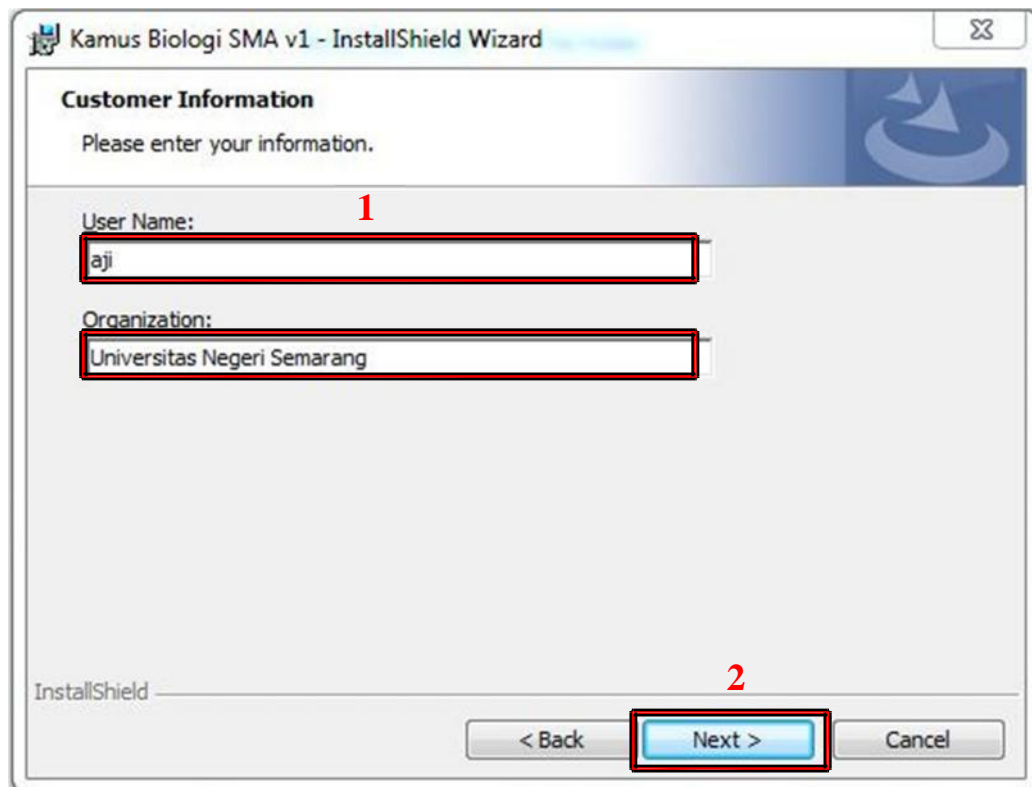 Kamus Biologi SMA v1 - InstallShield Wizard
Customer Information
Please enter your information.
1
User Name:
aji
Organization:
Universitas Negeri Semarang
InstallShield
2
< Back Next > Cancel